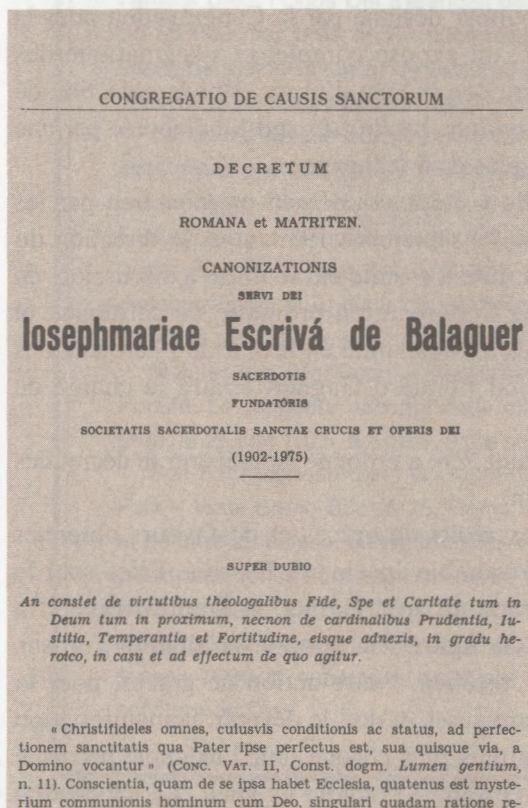 CONGREGATIO DE CAUSIS SANCTORUM
DECRETUM
ROMANA et MATRITEN.
CANONIZATIONIS
SERVI DEI
Iosephmariae Escrivá de Balaguer
SACERDOTIS
FUNDATORIS
SOCIETATIS SACERDOTALIS SANCTAE CRUCIS ET OPERIS DEI
(1902-1975)
SUPER DUBIO
An constet de virtutibus theologalibus Fide, Spe et Caritate tum in
Deum tum in proximum, necnon de cardinalibus Prudentia, Iu-
stitia, Temperantia et Fortitudine, eisque adnexis, in gradu he-
roico, in casu et ad effectum de quo agitur.
« Christifideles omnes, cuiusvis conditionis ac status, ad perfec-
tionem sanctitatis qua Pater ipse perfectus est, sua quisque via, a
Domino vocantur » (CONC. VAT. II, Const. dogm. Lumen gentium,
n. 11). Conscientia, quam de se ipsa habet Ecclesia, quatenus est myste-
rium communionis hominum cum Deo, singulari quadam ratione